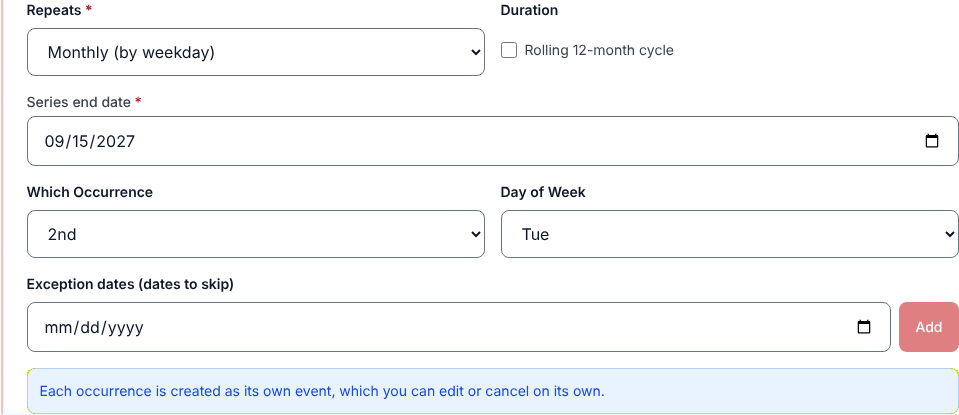 Repeats *
Duration
Monthly (by weekday)
Rolling 12-month cycle
Series end date *
09/15/2027
Which Occurrence
Day of Week
2nd
Tue
Exception dates (dates to skip)
mm/dd/yyyy
Add
Each occurrence is created as its own event, which you can edit or cancel on its own.